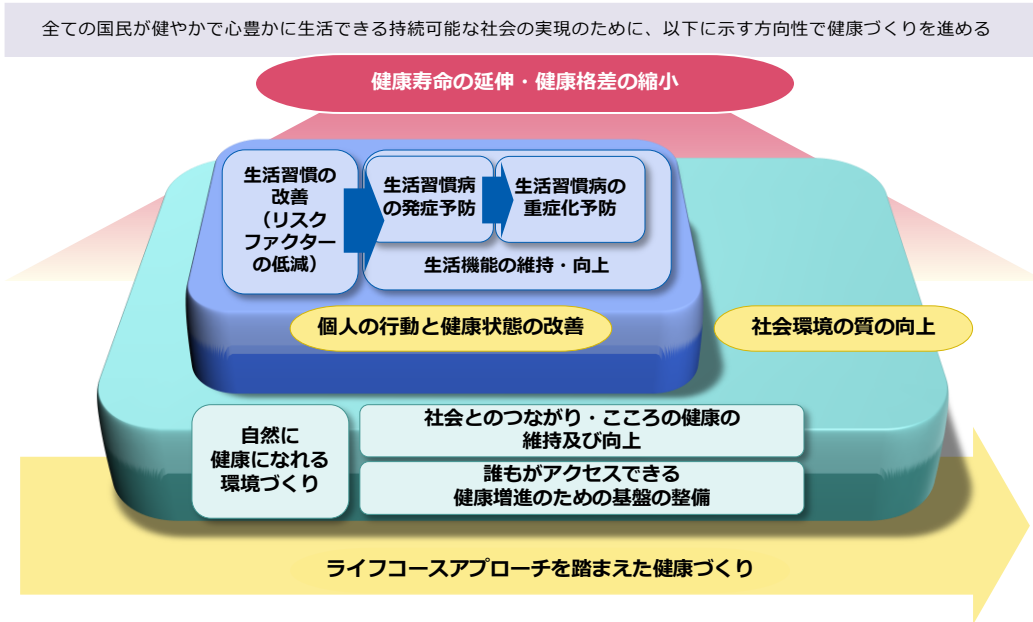 全ての国民が健やかで心豊かに生活できる持続可能な社会の実現のために、以下に示す方向性で健康づくりを進める
健康寿命の延伸・健康格差の縮小
生活習慣の
改善
（リスク
ファクター
の低減）
生活習慣病
の発症予防
生活習慣病の
重症化予防
生活機能の維持・向上
個人の行動と健康状態の改善
社会環境の質の向上
自然に
健康になれる
環境づくり
社会とのつながり・こころの健康の
維持及び向上
誰もがアクセスできる
健康増進のための基盤の整備
ライフコースアプローチを踏まえた健康づくり